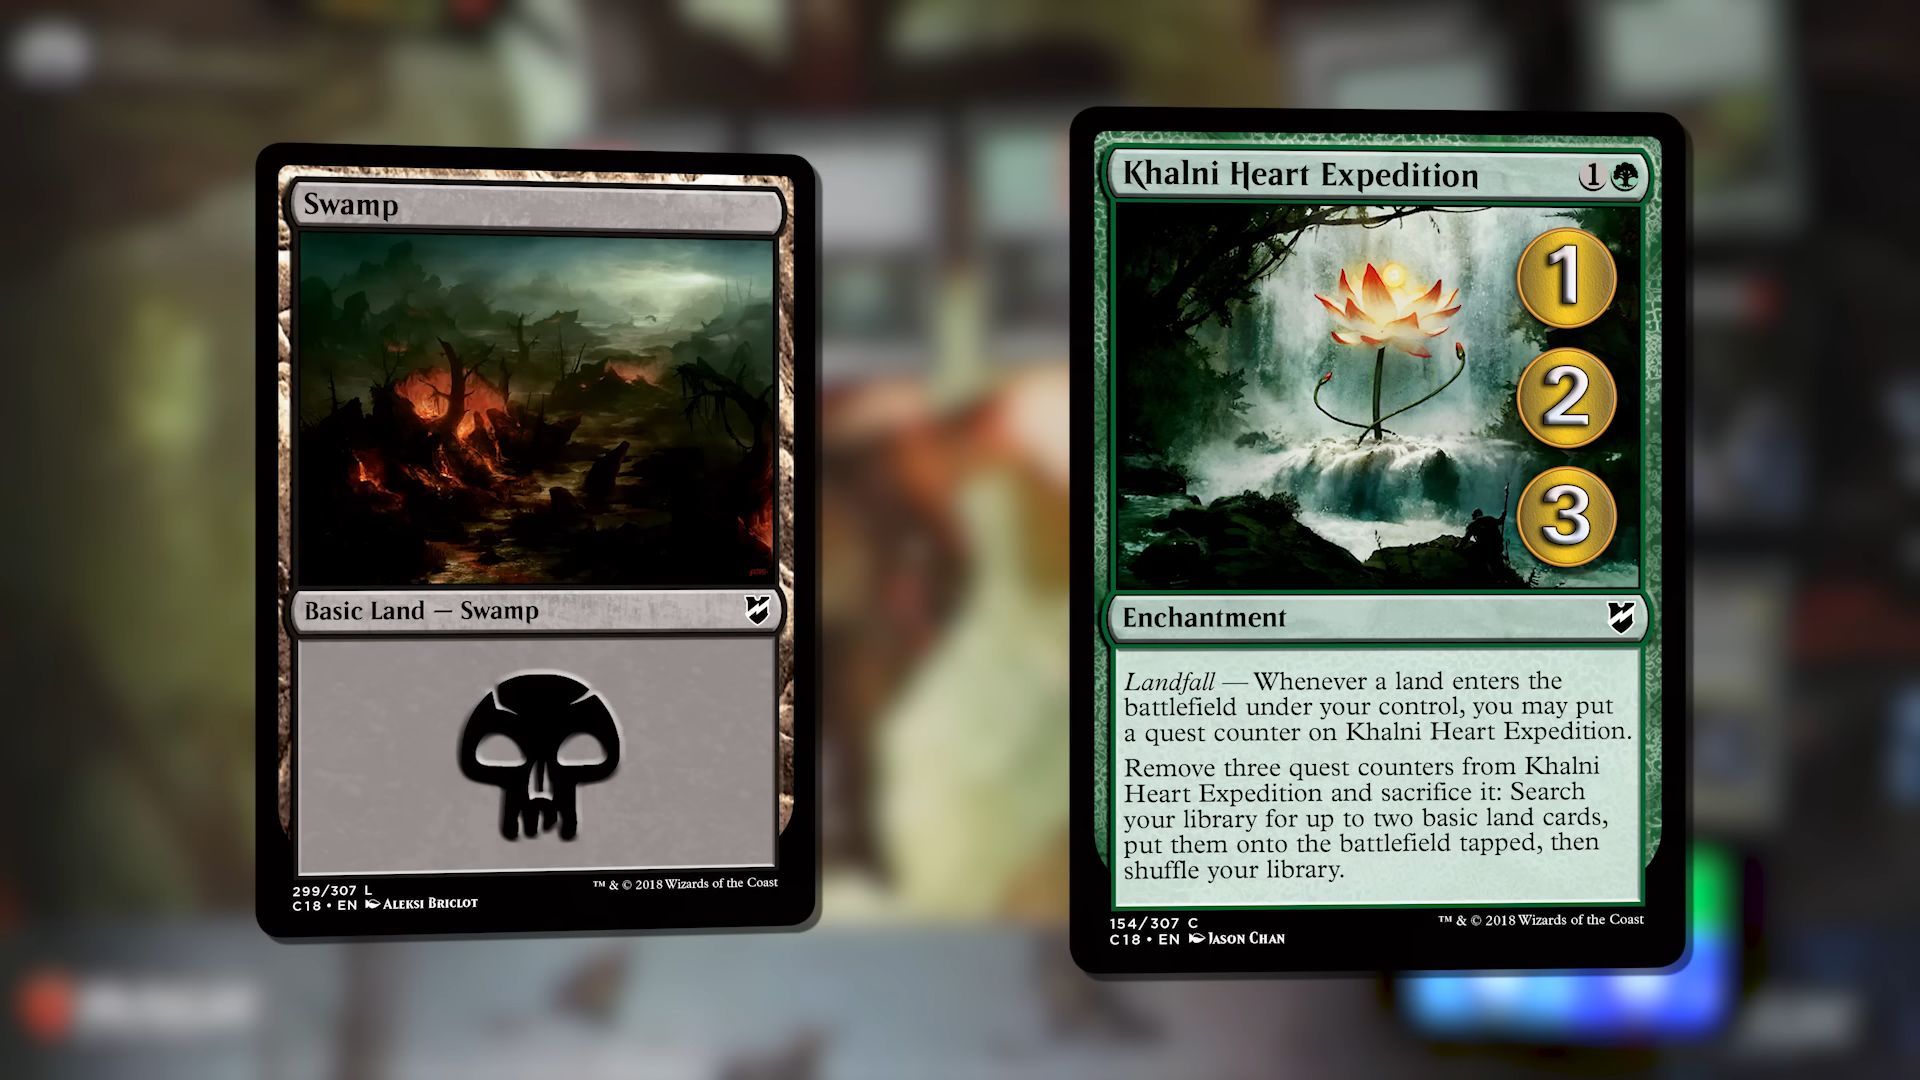 Swamp
Basic Land — Swamp
299/307 L
C18 • EN ALEKSI BRICLOT
™ & © 2018 Wizards of the Coast
Khalni Heart Expedition
1
1
2
3
Enchantment
Landfall — Whenever a land enters the
battlefield under your control, you may put
a quest counter on Khalni Heart Expedition.
Remove three quest counters from Khalni
Heart Expedition and sacrifice it: Search
your library for up to two basic land cards,
put them onto the battlefield tapped, then
shuffle your library.
154/307 C
C18 • EN JASON CHAN
™ & © 2018 Wizards of the Coast